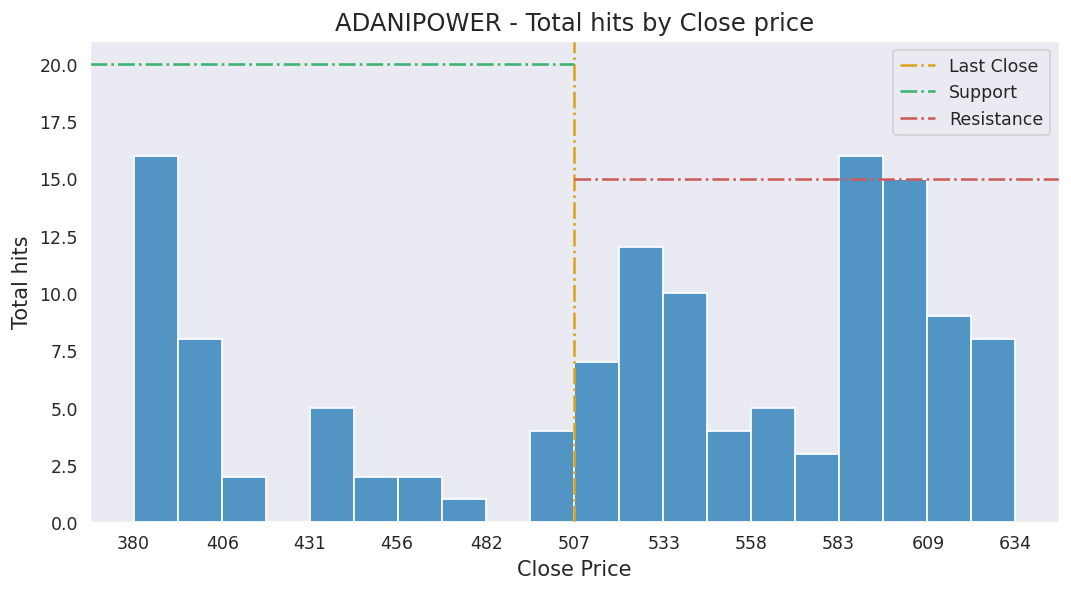 ADANIPOWER - Total hits by Close price
Last Close
Support
Resistance
Total hits
20.0
17.5
15.0
12.5
10.0
7.5
5.0
2.5
0.0
380 406 431 456 482 507 533 558 583 609 634
Close Price